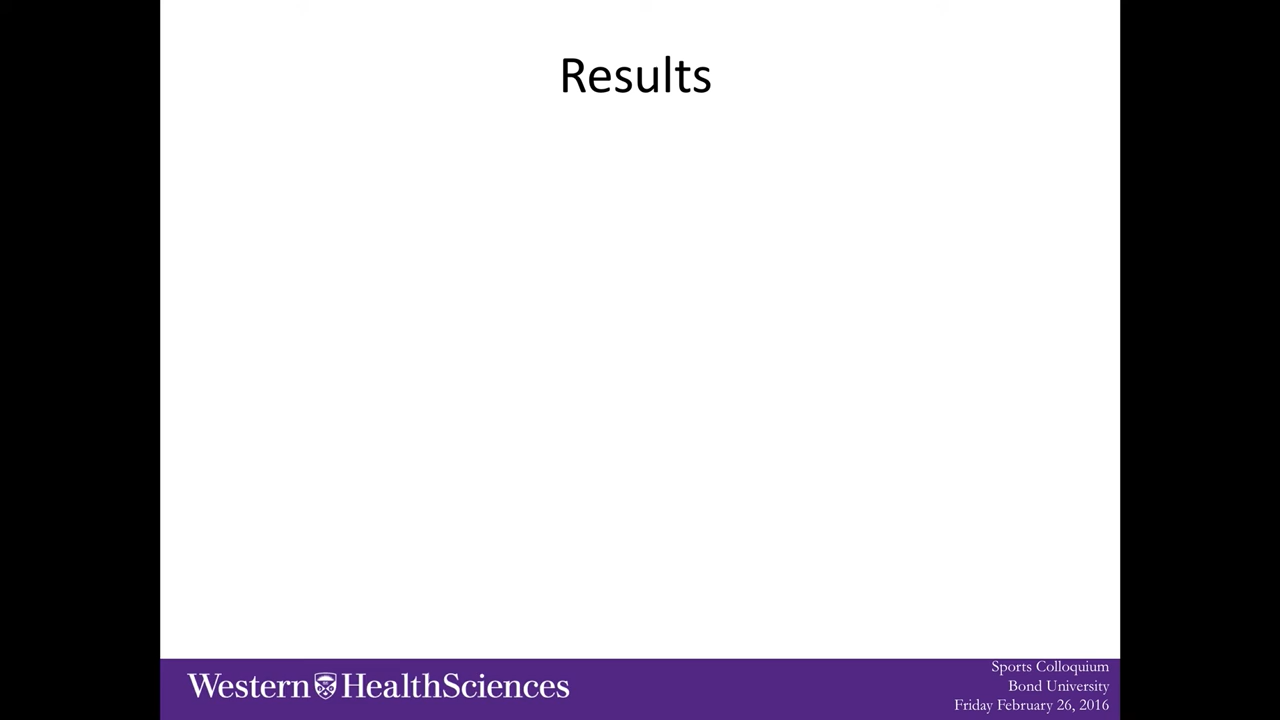 Results
Western HealthSciences
Sports Colloquium
Bond University
Friday February 26, 2016